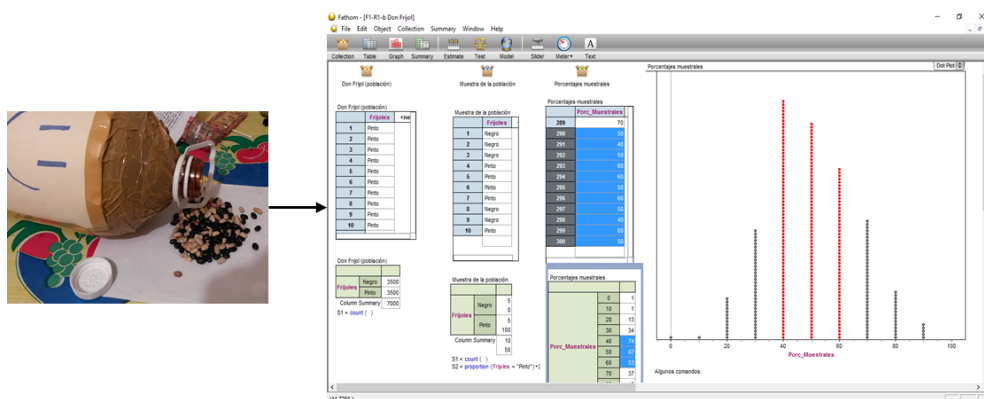 Fathom - [F1-R1-b Don Frijol]
File Edit Object Collection Summary Window Help
Collection Table Graph Summary Estimate Test Model Slider Meter Text
Don Frijol (población)
Muestra de la población
Porcentajes muestrales
Don Frijol (población)
Frijoles <ne
1 Pinto
2 Pinto
3 Pinto
4 Pinto
5 Pinto
6 Pinto
7 Pinto
8 Pinto
9 Pinto
10 Pinto
Muestra de la población
Frijoles
1 Negro
2 Negro
3 Negro
4 Pinto
5 Pinto
6 Pinto
7 Pinto
8 Negro
9 Negro
10 Pinto
Porcentajes muestrales
Porc_Muestrales
289 70
290 50
291 40
292 50
293 60
294 60
295 50
296 60
297 50
298 40
299 60
300 50
Don Frijol (población)
Frijoles
Negro 3500
Pinto 3500
Column Summary 7000
S1 = count ( )
Muestra de la población
Frijoles
Negro
5
0
Pinto
5
100
Column Summary
10
50
S1 = count ( )
S2 = proportion (Frijoles = "Pinto")
Porcentajes muestrales
Porc_Muestrales
0 1
10 1
20 13
30 34
40 74
50 67
60 53
70 37
Porcentajes muestrales
Dot Plot
0 20 40 60 80 100
Porc_Muestrales
Algunos comandos: